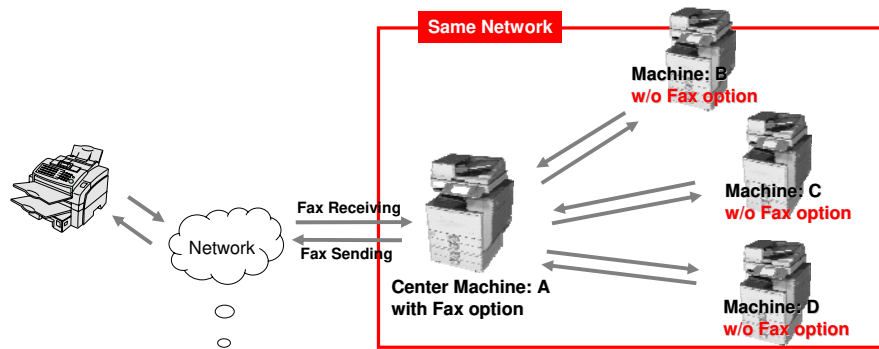 Same Network
Machine: B
w/o Fax option
Machine: C
w/o Fax option
Fax Receiving
Network
Fax Sending
Center Machine: A
with Fax option
Machine: D
w/o Fax option